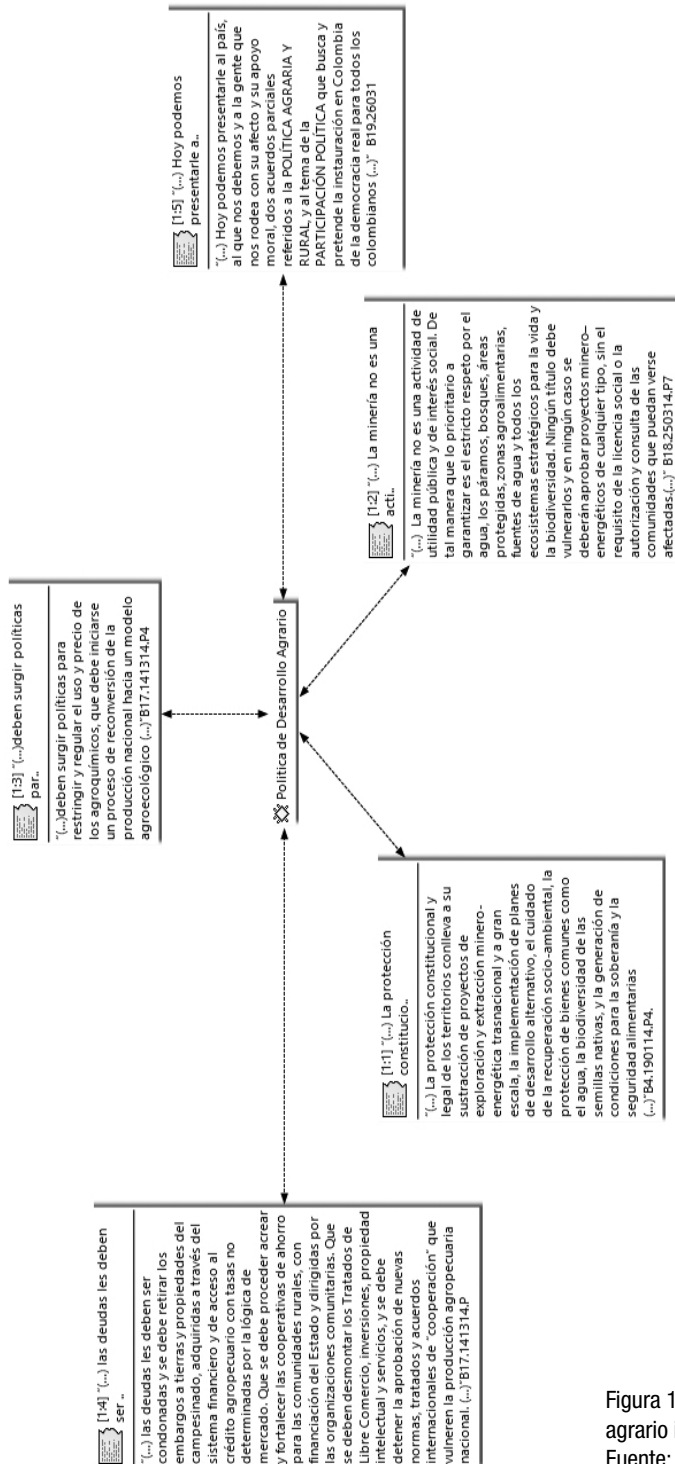 [1:4] ¨(...) las deudas les deben
ser ..
¨(...) las deudas les deben ser
condonadas y se debe retirar los
embargos a tierras y propiedades del
campesinado, adquiridas a través del
sistema financiero y de acceso al
crédito agropecuario con tasas no
determinadas por la lógica de
mercado. Que se debe proceder acrear
y fortalecer las cooperativas de ahorro
para las comunidades rurales, con
financiación del Estado y dirigidas por
las organizaciones comunitarias. Que
se deben desmontar los Tratados de
Libre Comercio, inversiones, propiedad
intelectual y servicios, y se debe
detener la aprobación de nuevas
normas, tratados y acuerdos
internacionales de "cooperación" que
vulneren la producción agropecuaria
nacional. (...)¨B17.141314.P
[1:3] ¨(...)deben surgir políticas
par..
¨(...)deben surgir políticas para
restringir y regular el uso y precio de
los agroquímicos, que debe iniciarse
un proceso de reconversión de la
producción nacional hacia un modelo
agroecológico (...)¨B17.141314.P4
[1:5] ¨(...) Hoy podemos
presentarle a..
¨(...) Hoy podemos presentarle al país,
al que nos debemos y a la gente que
nos rodea con su afecto y su apoyo
moral, dos acuerdos parciales
referidos a la POLÍTICA AGRARIA Y
RURAL, y al tema de la
PARTICIPACIÓN POLÍTICA que busca y
pretende la instauración en Colombia
de la democracia real para todos los
colombianos (...)¨ B19.26031
Politica de Desarrollo Agrario
[1:1] ¨(...) La protección
constitucio..
¨(...) La protección constitucional y
legal de los territorios conlleva a su
sustracción de proyectos de
exploración y extracción minero-
energética trasnacional y a gran
escala, la implementación de planes
de desarrollo alternativo, el cuidado
de la recuperación socio-ambiental, la
protección de bienes comunes como
el agua, la biodiversidad de las
semillas nativas, y la generación de
condiciones para la soberanía y la
seguridad alimentarias
(...)¨B4.190114.P4.
[1:2] ¨(...) La minería no es una
acti..
¨(...) La minería no es una actividad de
utilidad pública y de interés social. De
tal manera que lo prioritario a
garantizar es el estricto respeto por el
agua, los páramos, bosques, áreas
protegidas, zonas agroalimentarias,
fuentes de agua y todos los
ecosistemas estratégicos para la vida y
la biodiversidad. Ningún título debe
vulnerarlos y en ningún caso se
deberán aprobar proyectos minero–
energéticos de cualquier tipo, sin el
requisito de la licencia social o la
autorización y consulta de las
comunidades que puedan verse
afectadas.(...)¨ B18.250314.P7
Figura 1
agrario
Fuente: